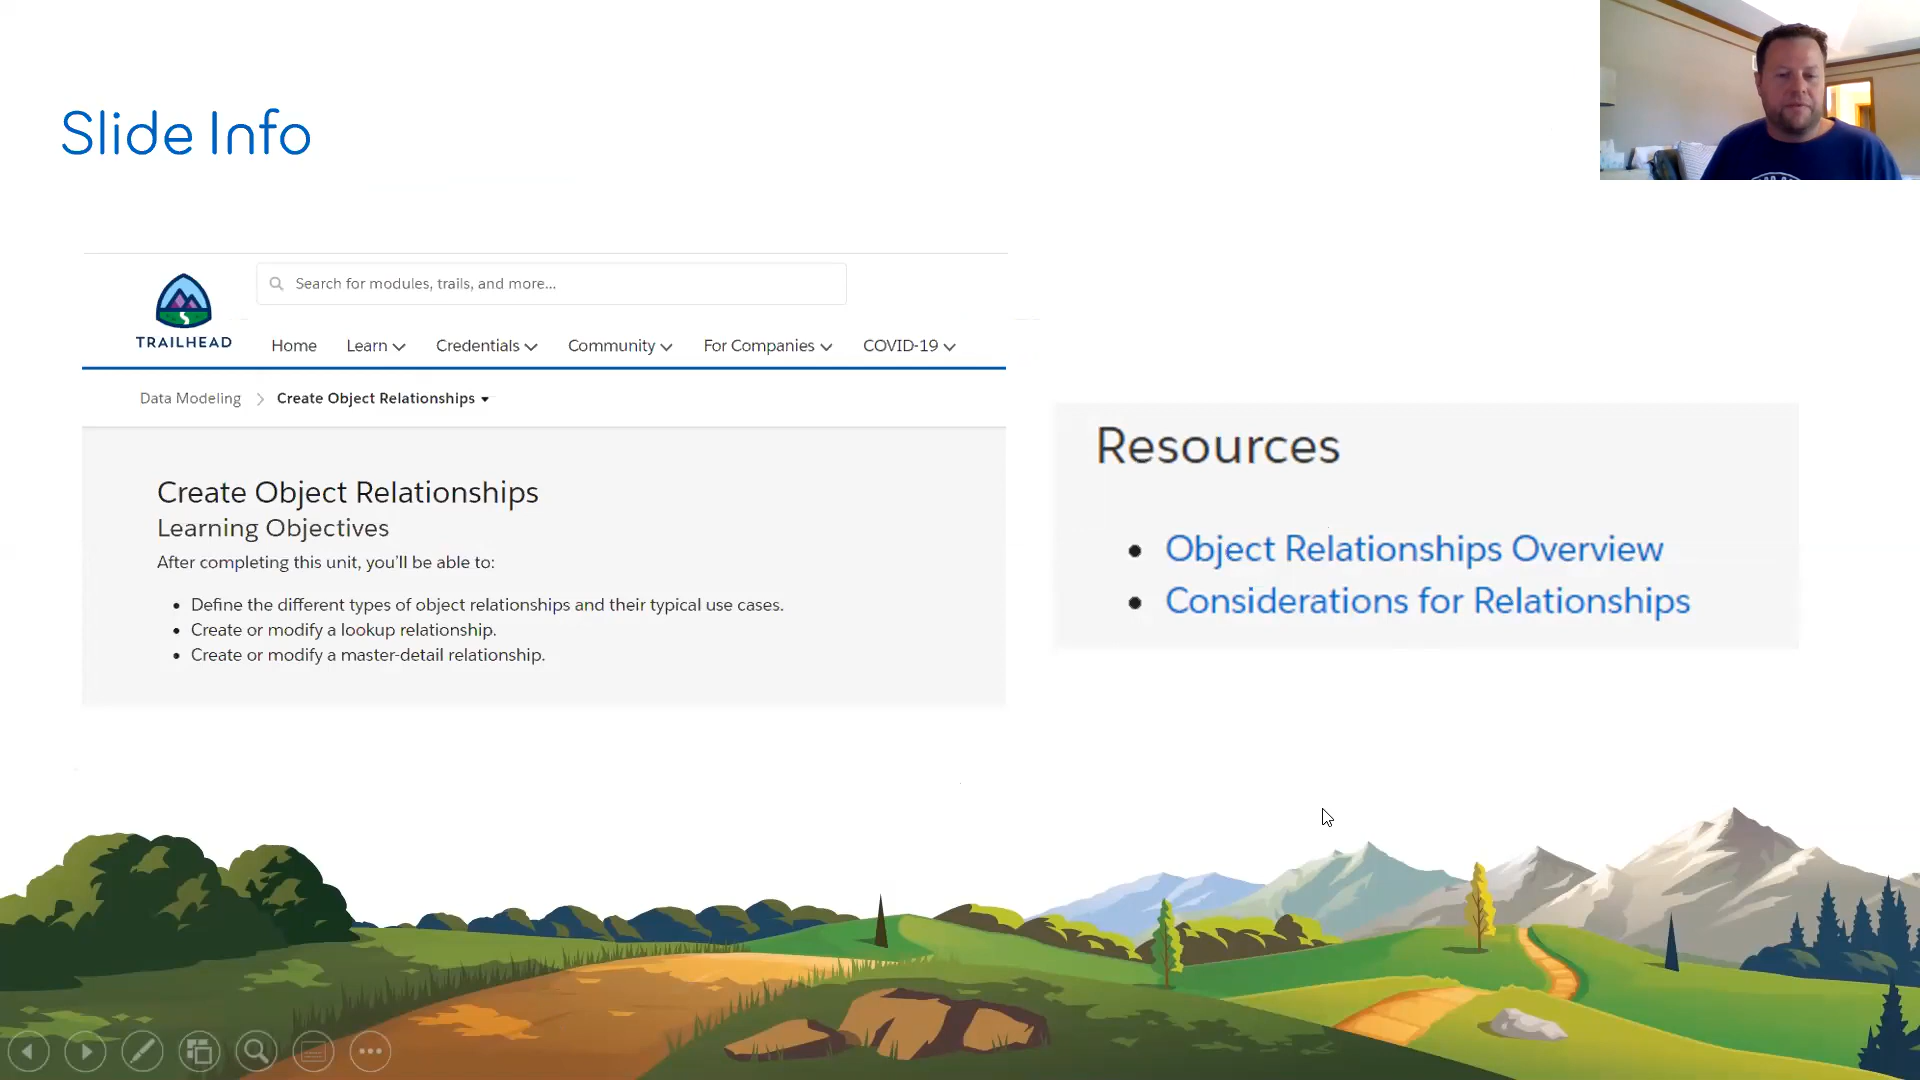 Slide Info
Search for modules, trails, and more...
TRAILHEAD
Home Learn Credentials Community For Companies COVID-19
Data Modeling Create Object Relationships
Create Object Relationships
Learning Objectives
After completing this unit, you'll be able to:
• Define the different types of object relationships and their typical use cases.
• Create or modify a lookup relationship.
• Create or modify a master-detail relationship.
Resources
• Object Relationships Overview
• Considerations for Relationships